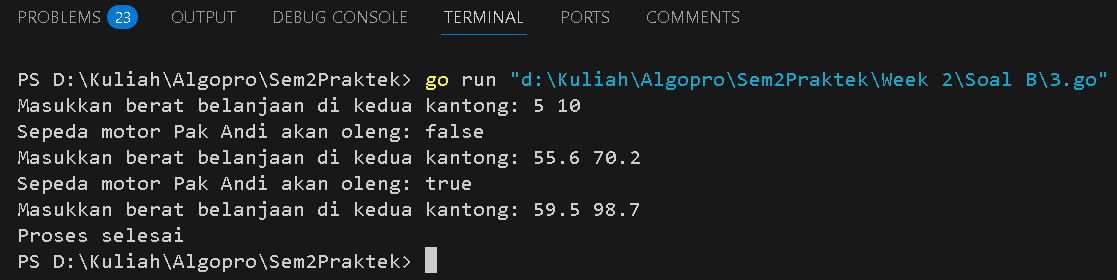 PROBLEMS 23 OUTPUT DEBUG CONSOLE TERMINAL PORTS COMMENTS
PS D:\Kuliah\Algopro\Sem2Praktek> go run "d:\Kuliah\Algopro\Sem2Praktek\Week 2\Soal B\3.go"
Masukkan berat belanjaan di kedua kantong: 5 10
Sepeda motor Pak Andi akan oleng: false
Masukkan berat belanjaan di kedua kantong: 55.6 70.2
Sepeda motor Pak Andi akan oleng: true
Masukkan berat belanjaan di kedua kantong: 59.5 98.7
Proses selesai
PS D:\Kuliah\Algopro\Sem2Praktek>